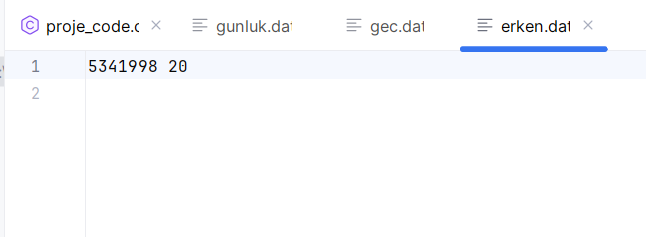 proje_code.c gunluk.dat gec.dat erken.dat
1 5341998 20
2